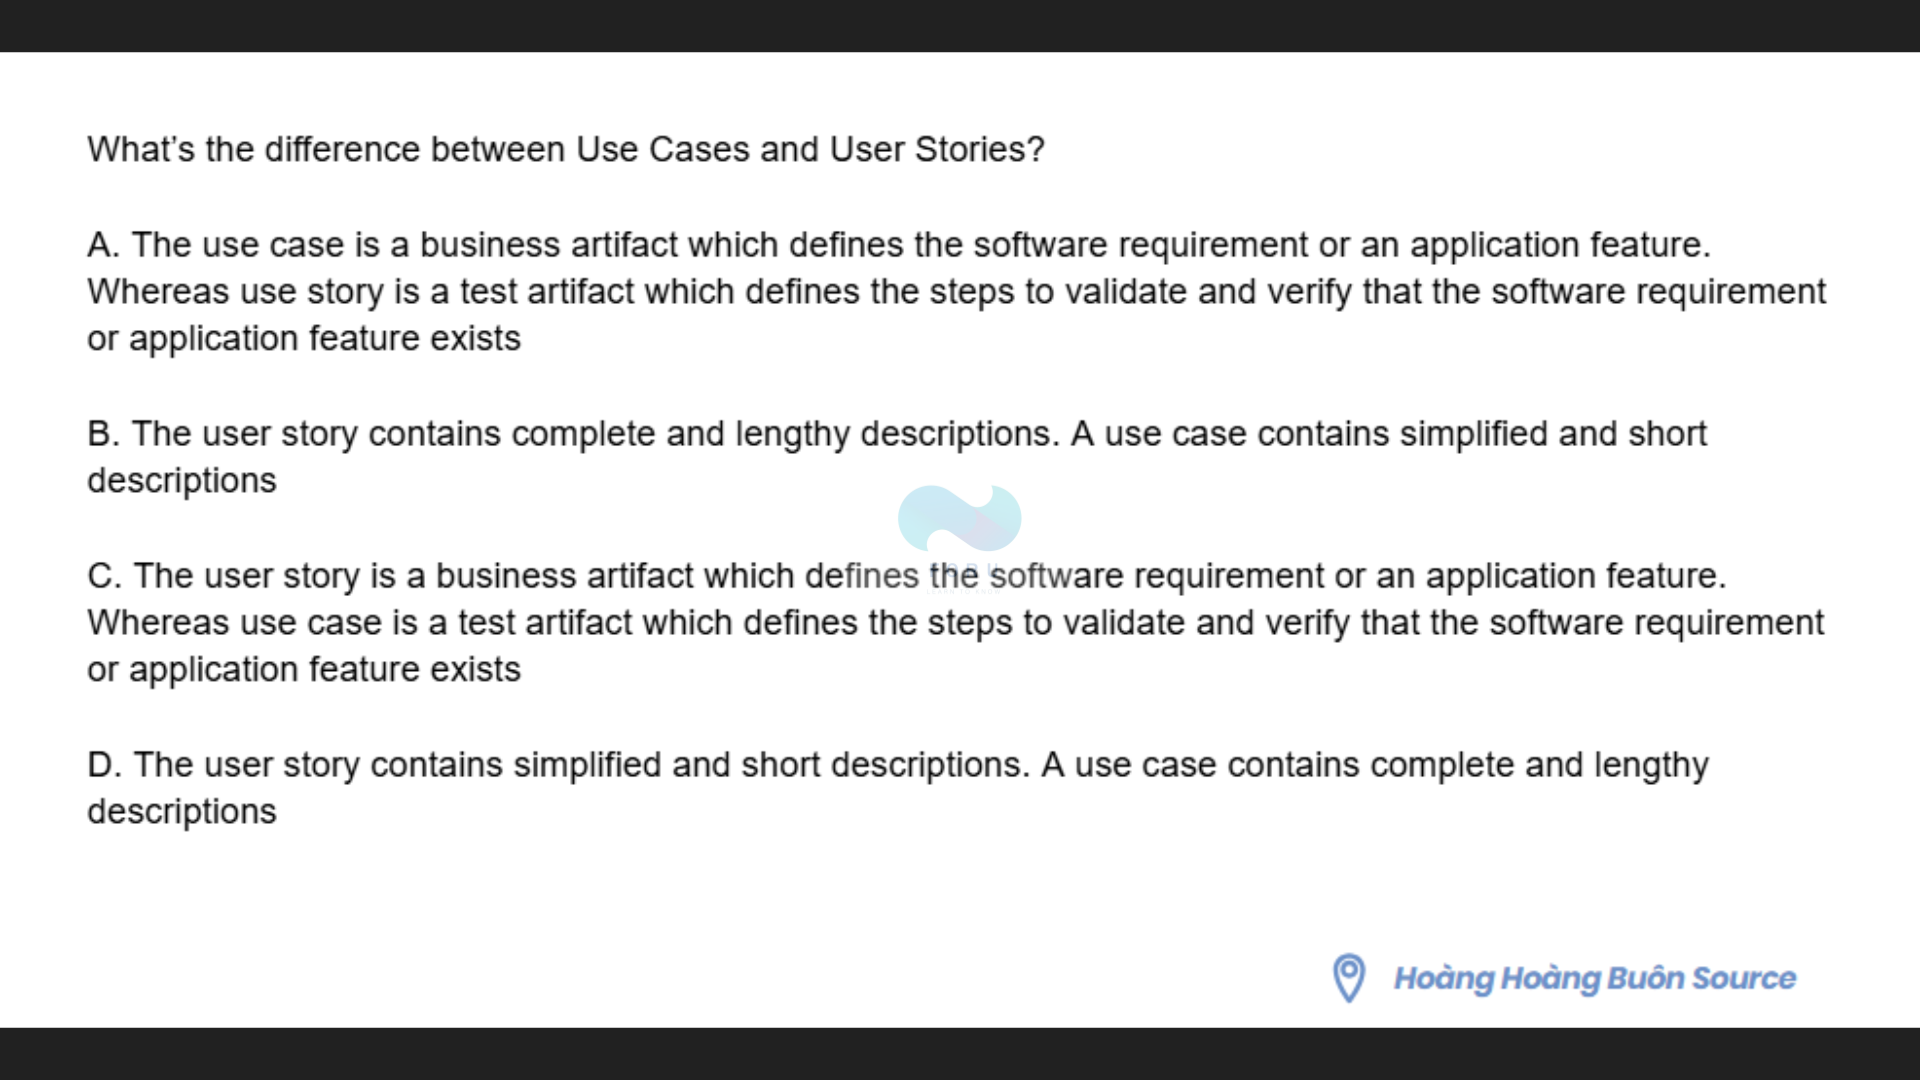 What's the difference between Use Cases and User Stories?
A. The use case is a business artifact which defines the software requirement or an application feature.
Whereas use story is a test artifact which defines the steps to validate and verify that the software requirement
or application feature exists
B. The user story contains complete and lengthy descriptions. A use case contains simplified and short
descriptions
C. The user story is a business artifact which defines the software requirement or an application feature.
Whereas use case is a test artifact which defines the steps to validate and verify that the software requirement
or application feature exists
D. The user story contains simplified and short descriptions. A use case contains complete and lengthy
descriptions
Hoàng Hoàng Buôn Source